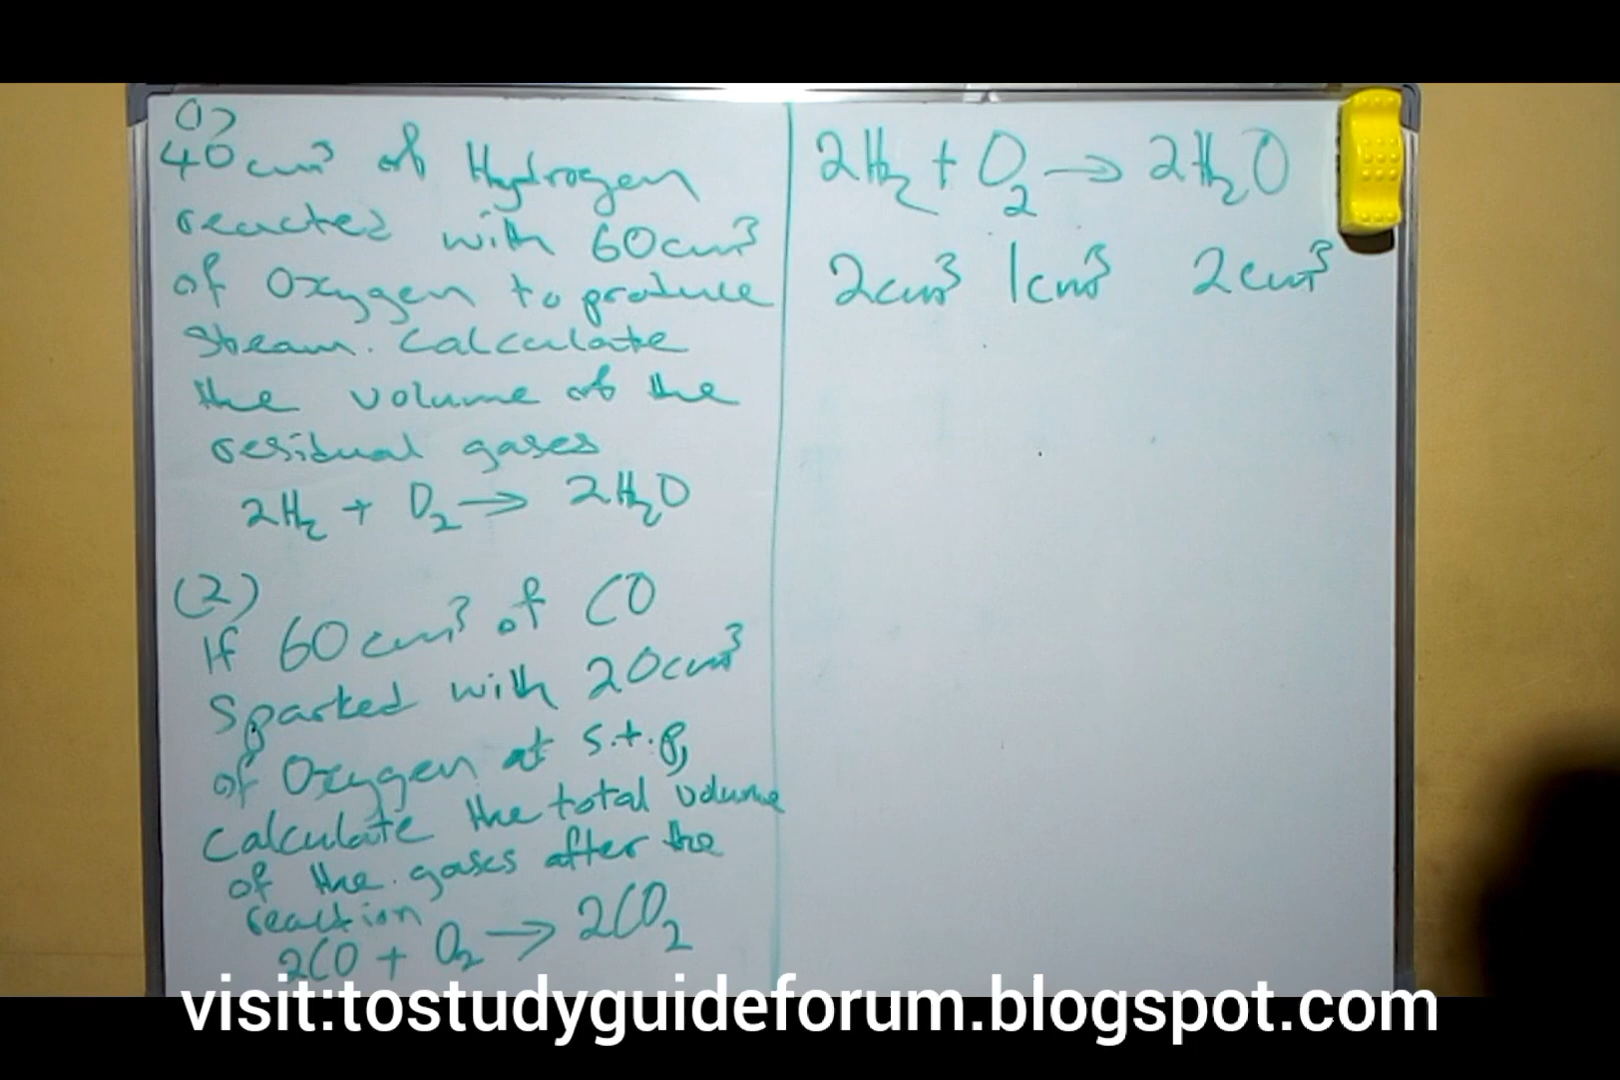 1)
40cm³ of Hydrogen
reacted with 60cm³
of Oxygen to produce
Steam. Calculate
the volume of the
residual gases
2H₂ + O₂ → 2H₂O
(2)
If 60cm³ of CO
Sparked with 20cm³
of Oxygen at s.t.p,
Calculate the total volume
of the gases after the
reaction
2CO + O₂ → 2CO₂
2H₂ + O₂ → 2H₂O
2cm³ 1cm³ 2cm³
visit:tostudyguideforum.blogspot.com